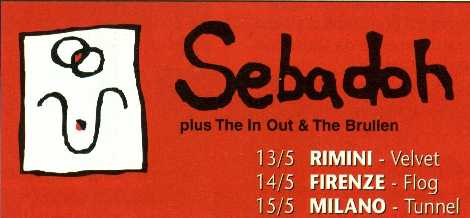 Sebadoh
plus The In Out & The Brullen
13/5 RIMINI - Velvet
14/5 FIRENZE - Flog
15/5 MILANO - Tunnel